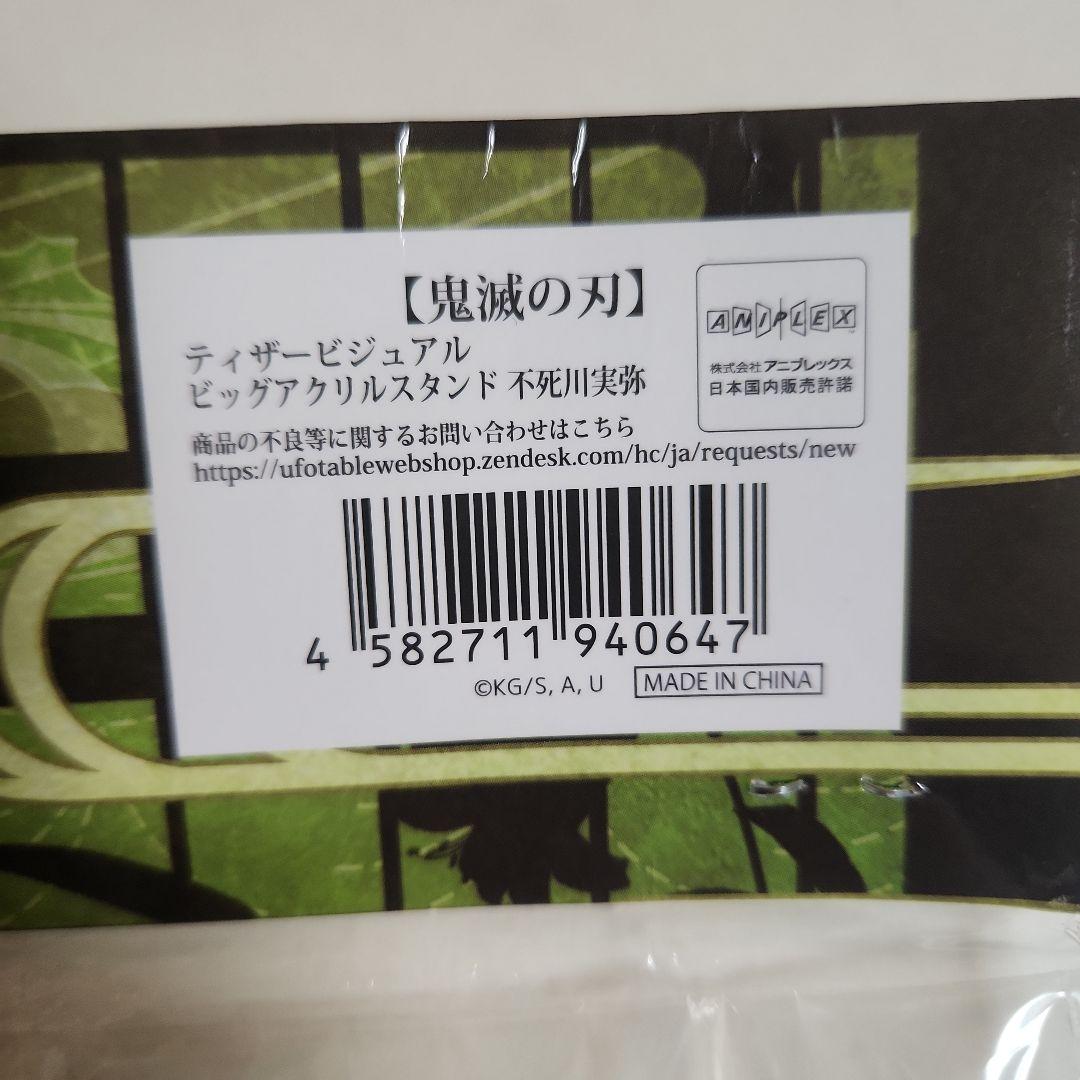 【鬼滅の刃】
ティザービジュアル
ビッグアクリルスタンド 不死川実弥
商品の不良等に関するお問い合わせはこちら
https://ufotablewebshop.zendesk.com/hc/ja/requests/new
ANIPLEX
株式会社アニプレックス
日本国内販売許諾
4 582711 940647
©KG/S, A, U
MADE IN CHINA